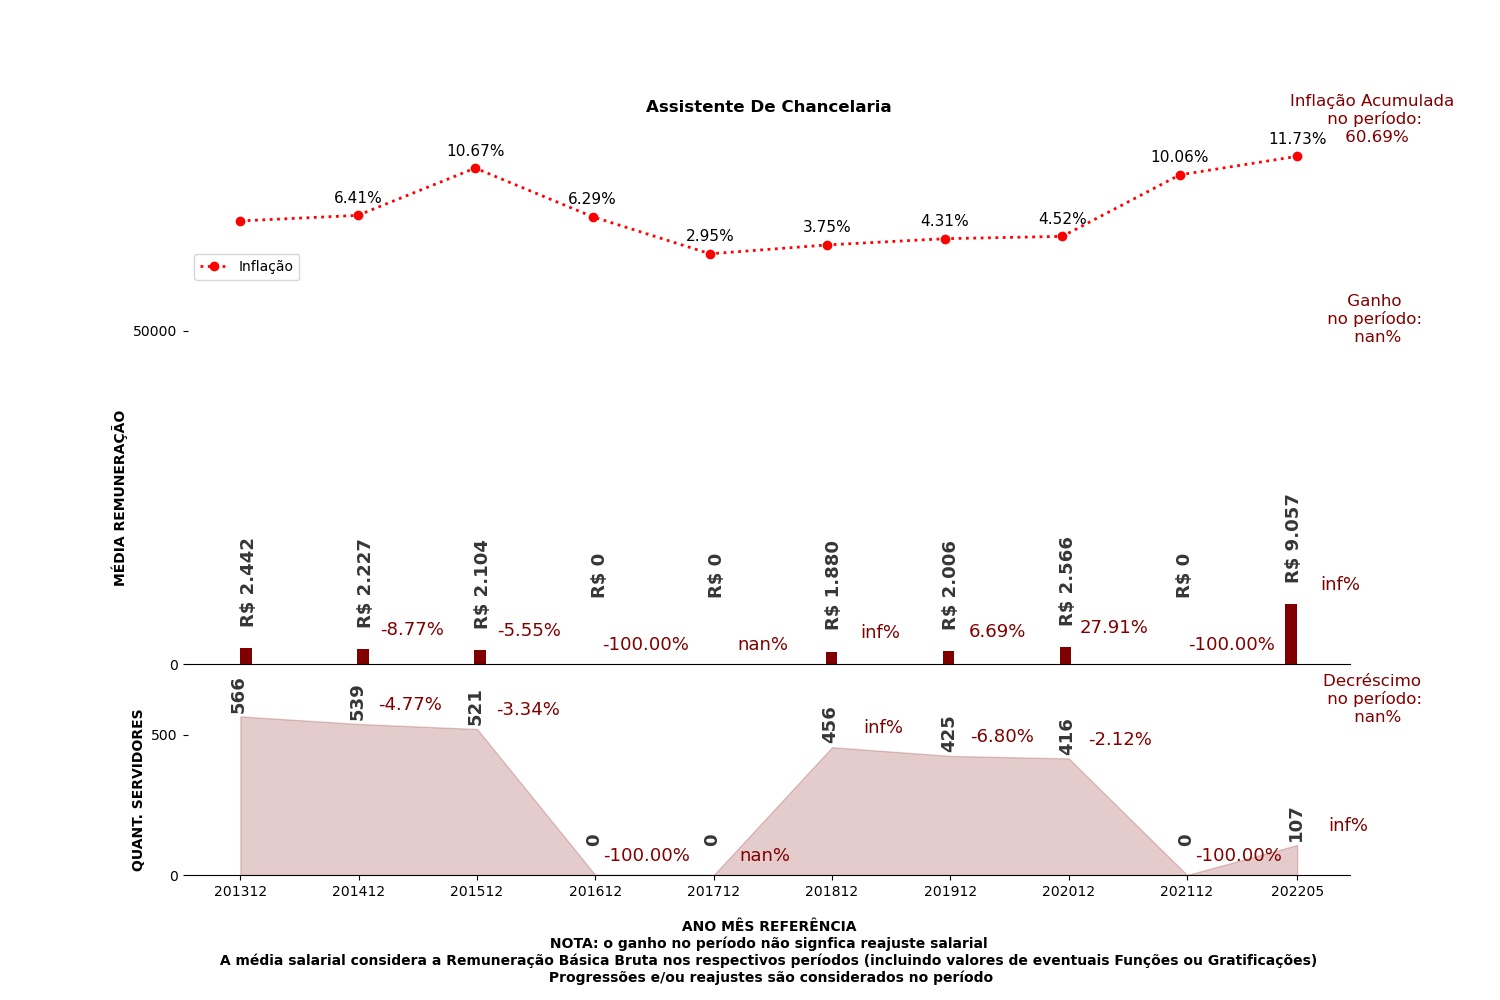 Assistente De Chancelaria
Inflação Acumulada
no período:
60.69%
6.41%
10.67%
6.29%
2.95%
3.75%
4.31%
4.52%
10.06%
11.73%
Inflação
Ganho
no período:
nan%
50000
0
MÉDIA REMUNERAÇÃO
R$ 2.442
R$ 2.227
R$ 2.104
R$ 0
R$ 0
R$ 1.880
R$ 2.006
R$ 2.566
R$ 0
R$ 9.057
-8.77%
-5.55%
-100.00%
nan%
inf%
6.69%
27.91%
-100.00%
inf%
Decréscimo
no período:
nan%
QUANT. SERVIDORES
500
0
566
539
521
0
0
456
425
416
0
107
-4.77%
-3.34%
-100.00%
nan%
inf%
-6.80%
-2.12%
-100.00%
inf%
201312
201412
201512
201612
201712
201812
201912
202012
202112
202205
ANO MÊS REFERÊNCIA
NOTA: o ganho no período não signfica reajuste salarial
A média salarial considera a Remuneração Básica Bruta nos respectivos períodos (incluindo valores de eventuais Funções ou Gratificações)
Progressões e/ou reajustes são considerados no período